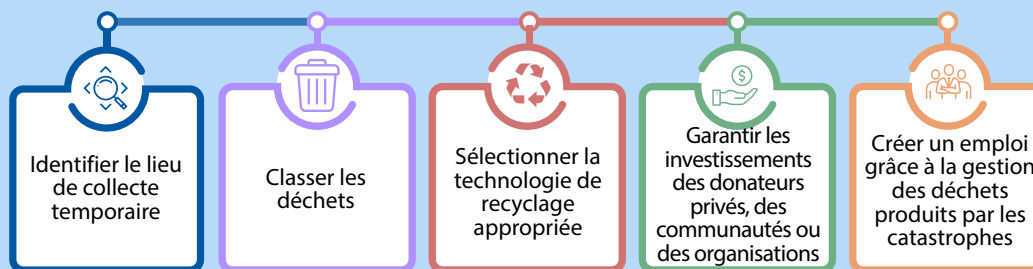 Identifier le lieu
de collecte
temporaire
Classer les
déchets
Sélectionner la
technologie de
recyclage
appropriée
Garantir les
investissements
des donateurs
privés, des
communautés ou
des organisations
Créer un emploi
grâce à la gestion
des déchets
produits par les
catastrophes